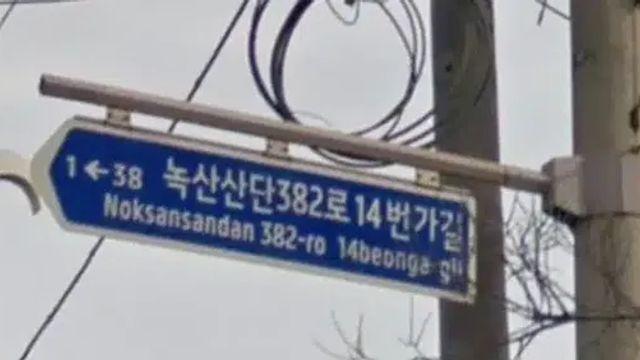 1←38 녹산산단382로14번가길
Noksansandan 382-ro 14beonga-gil